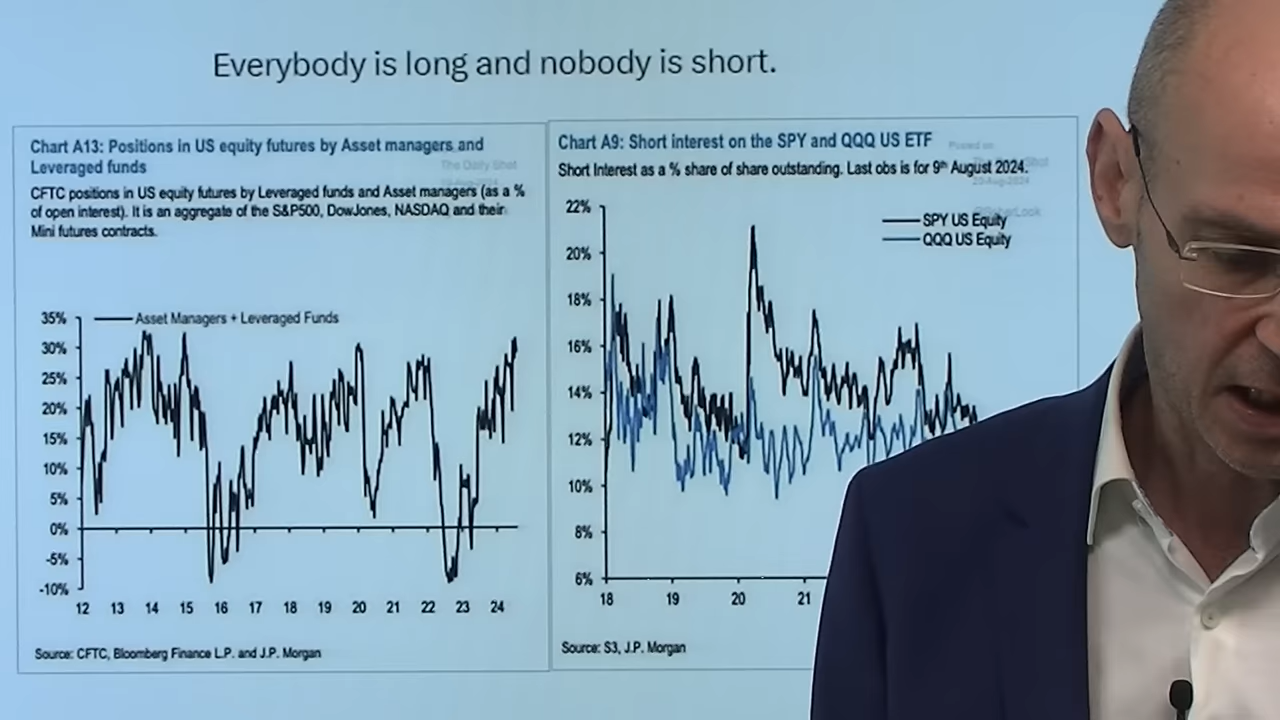 Everybody is long and nobody is short.
Chart A13: Positions in US equity futures by Asset managers and
Leveraged funds
The Daily Shot
CFTC positions in US equity futures by Leveraged funds and Asset managers (as a %
of open interest). It is an aggregate of the S&P500, DowJones, NASDAQ and their
Mini futures contracts.
Asset Managers + Leveraged Funds
35%
30%
25%
20%
15%
10%
5%
0%
-5%
-10%
12 13 14 15 16 17 18 19 20 21 22 23 24
Source: CFTC, Bloomberg Finance L.P. and J.P. Morgan
Chart A9: Short interest on the SPY and QQQ US ETF
Posted on
Short Interest as a % share of share outstanding. Last obs is for 9th August 2024.
SPY US Equity
QQQ US Equity
22%
20%
18%
16%
14%
12%
10%
8%
6%
18 19 20 21
Source: S3, J.P. Morgan